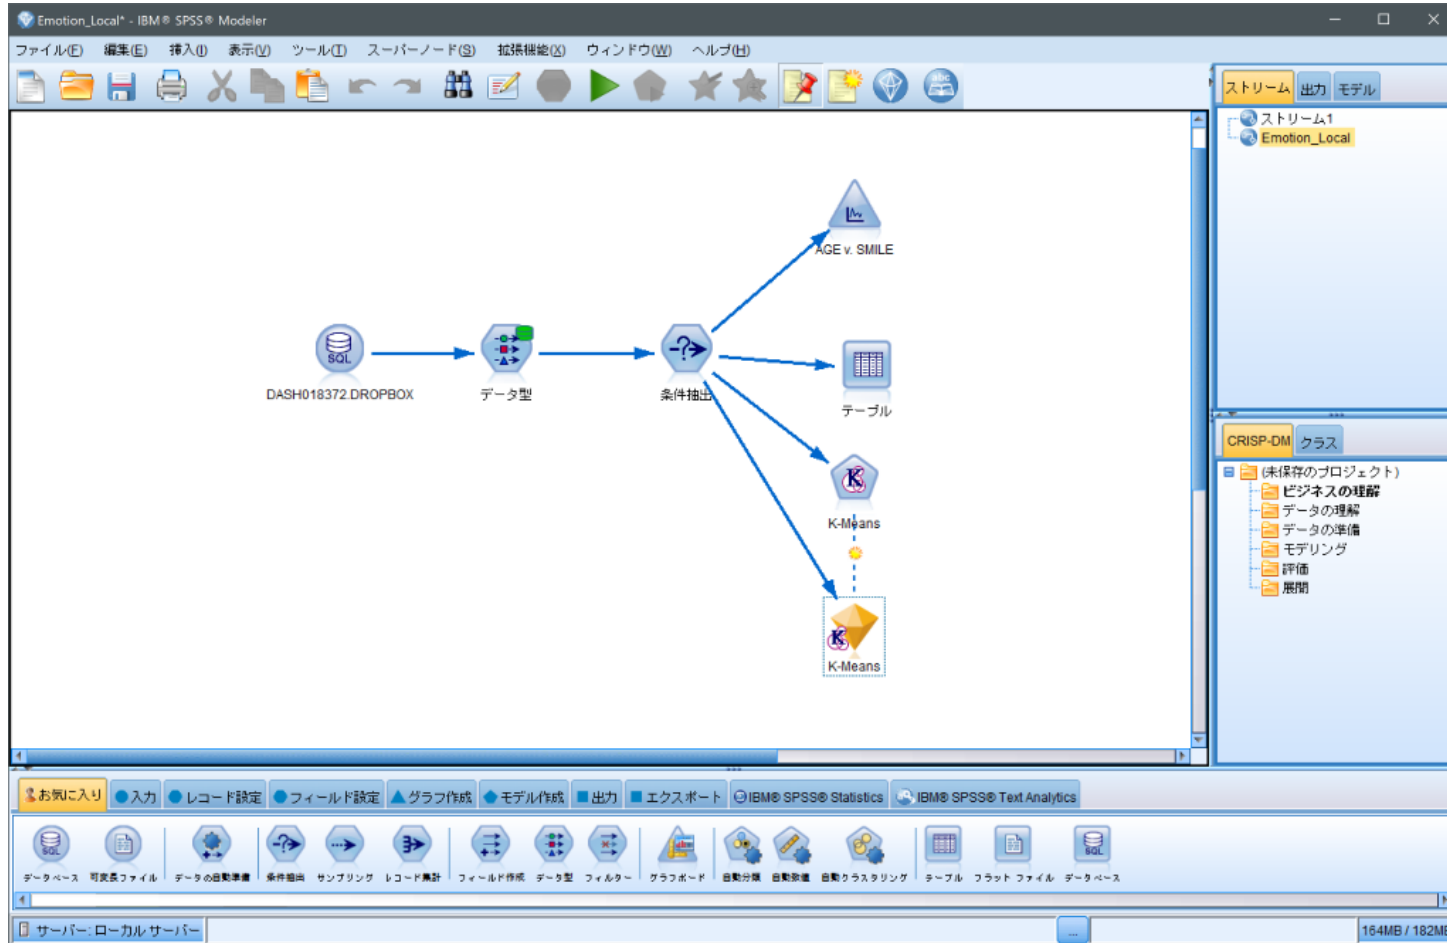 Emotion_Local* - IBM® SPSS® Modeler
ファイル(F) 編集(E) 挿入(I) 表示(V) ツール(T) スーパーノード(S) 拡張機能(X) ウィンドウ(W) ヘルプ(H)
abc
ストリーム 出力 モデル
ストリーム1
Emotion_Local
AGE v. SMILE
SQL
DASH018372.DROPBOX
データ型
-?->
条件抽出
テーブル
K
K-Means
K
K-Means
CRISP-DM クラス
(未保存のプロジェクト)
ビジネスの理解
データの理解
データの準備
モデリング
評価
展開
お気に入り 入力 レコード設定 フィールド設定 グラフ作成 モデル作成 出力 エクスポート IBM® SPSS® Statistics IBM® SPSS® Text Analytics
データベース 可変長ファイル データの自動準備 条件抽出 サンプリング レコード集計 フィールド作成 データ型 フィルター グラフボード 自動分類 自動数値 自動クラスタリング テーブル フラット ファイル データベース
サーバー: ローカル サーバー ... 164MB / 182MB